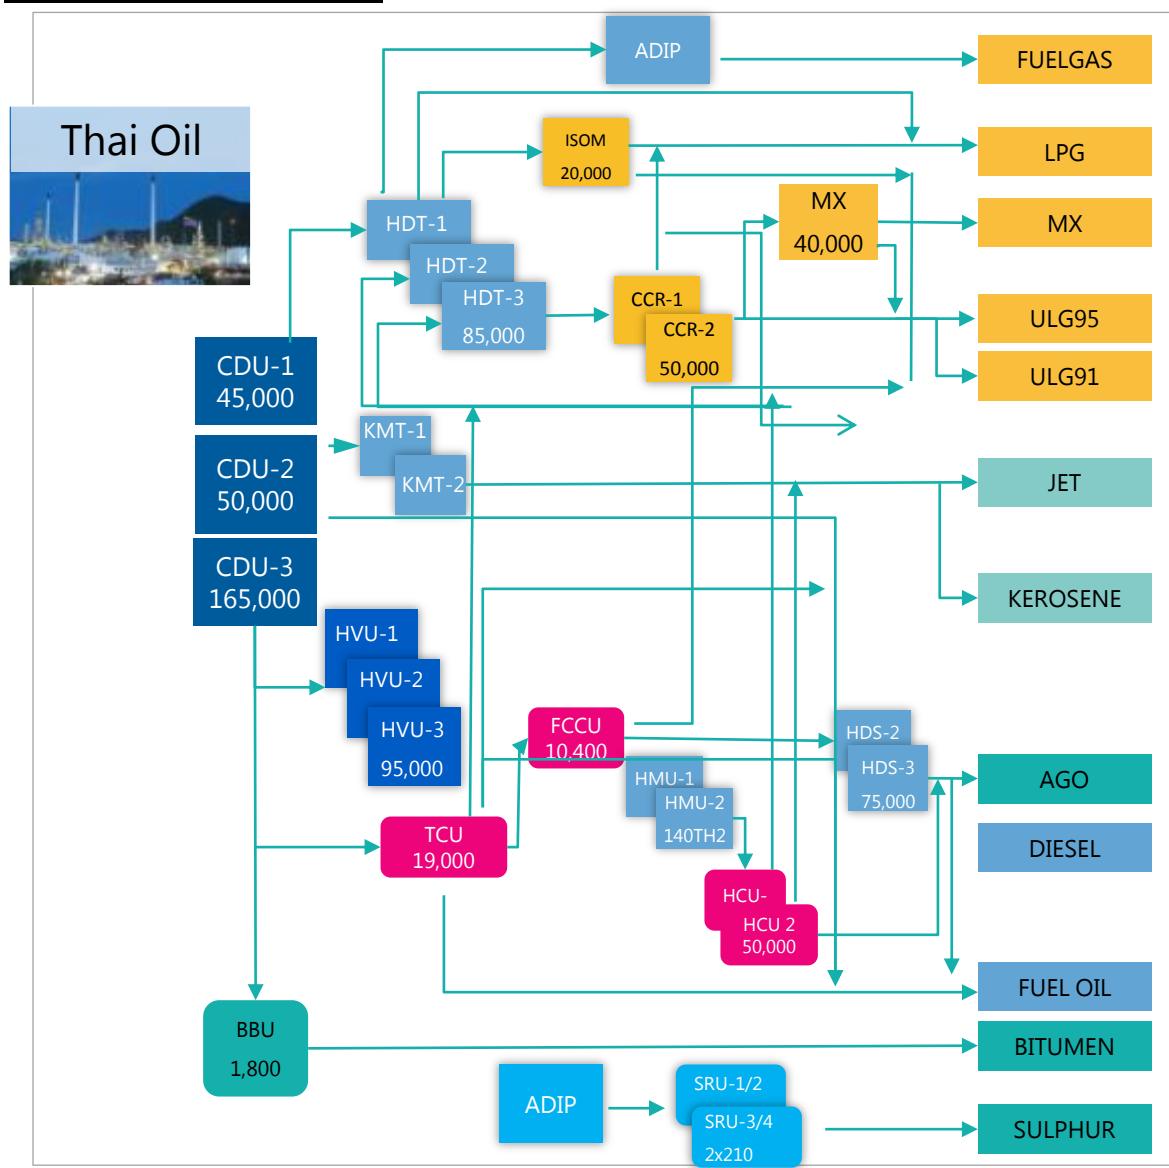 ADIP
FUELGAS
Thai Oil
ISOM
20,000
LPG
HDT-1
MX
40,000
MX
HDT-2
HDT-3
85,000
CCR-1
CCR-2
50,000
ULG95
ULG91
CDU-1
45,000
KMT-1
KMT-2
CDU-2
50,000
JET
CDU-3
165,000
KEROSENE
HVU-1
HVU-2
HVU-3
95,000
FCCU
10,400
HDS-2
HDS-3
75,000
HMU-1
HMU-2
140TH2
AGO
TCU
19,000
DIESEL
HCU-
HCU 2
50,000
FUEL OIL
BBU
1,800
BITUMEN
ADIP
SRU-1/2
SRU-3/4
2x210
SULPHUR